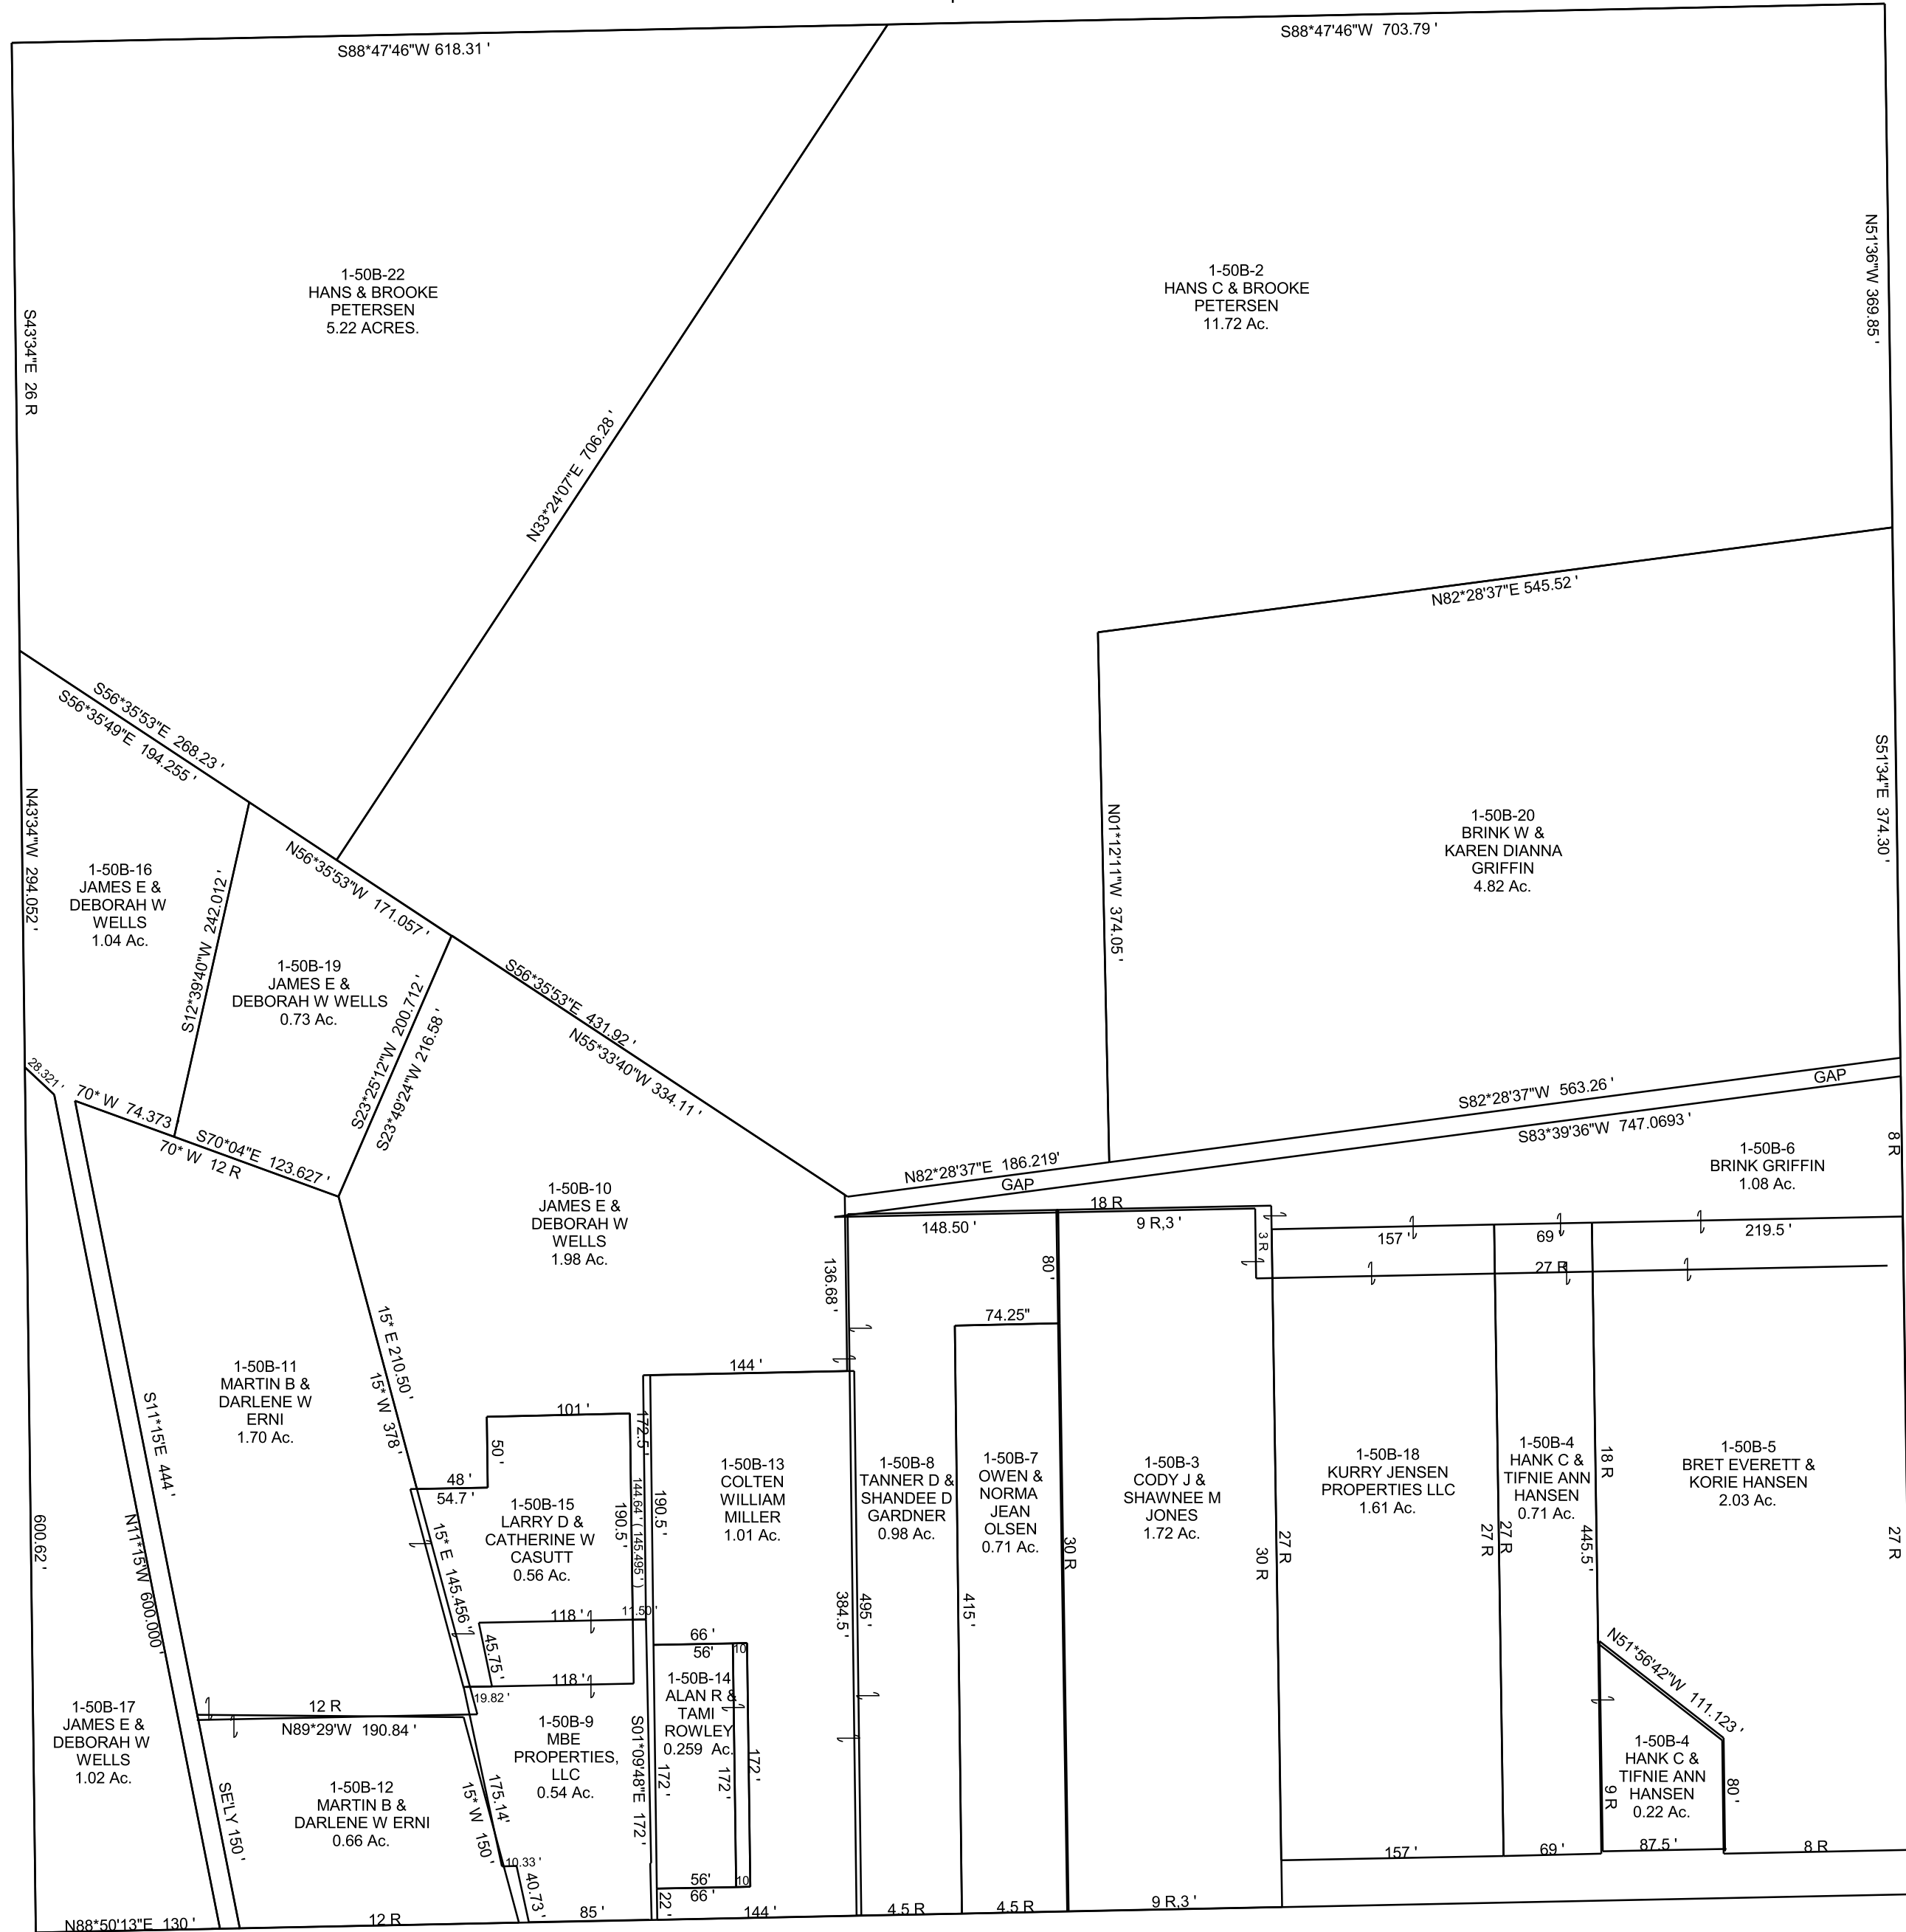 S88*47'46"W 618.31 '
S88*47'46"W 703.79 '
N51'36"W 369.85 '
1-50B-22
HANS & BROOKE
PETERSEN
5.22 ACRES.
1-50B-2
HANS C & BROOKE
PETERSEN
11.72 Ac.
S43'34"E 26 R
N33*24'07"E 706.28 '
N82*28'37"E 545.52 '
S56*35'53"E 268.23 '
S56*35'49"E 194.255 '
S51'34"E 374.30 '
N43'34"W 294.052 '
N01*12'11"W 374.05 '
1-50B-20
BRINK W &
KAREN DIANNA
GRIFFIN
4.82 Ac.
N56*35'53"W 171.057 '
1-50B-16
JAMES E &
DEBORAH W
WELLS
1.04 Ac.
S12*39'40"W 242.012 '
1-50B-19
JAMES E &
DEBORAH W WELLS
0.73 Ac.
S23*25'12"W 200.712 '
S23*49'24"W 216.58 '
S56*35'53"E 431.92 '
N55*33'40"W 334.11 '
28.321 '
70* W 74.373
S70*04"E 123.627 '
70* W 12 R
S82*28'37"W 563.26 '
GAP
S83*39'36"W 747.0693 '
N82*28'37"E 186.219'
GAP
1-50B-6
BRINK GRIFFIN
1.08 Ac.
8 R
1-50B-10
JAMES E &
DEBORAH W
WELLS
1.98 Ac.
18 R
148.50 '
9 R,3 '
3 R
157 '
69 '
219.5 '
27 R
136.68 '
80 '
74.25"
15* E 210.50 '
15* W 378 '
144 '
1-50B-11
MARTIN B &
DARLENE W
ERNI
1.70 Ac.
S11*15'E 444 '
N11*15'W 600.000 '
600.62 '
101 '
50 '
48 '
54.7 '
172.5 '
144.64 ' ( 145.495 ' )
190.5 '
190.5 '
1-50B-15
LARRY D &
CATHERINE W
CASUTT
0.56 Ac.
15* E 145.456 '
1-50B-13
COLTEN
WILLIAM
MILLER
1.01 Ac.
1-50B-8
TANNER D &
SHANDEE D
GARDNER
0.98 Ac.
1-50B-7
OWEN &
NORMA
JEAN
OLSEN
0.71 Ac.
1-50B-3
CODY J &
SHAWNEE M
JONES
1.72 Ac.
1-50B-18
KURRY JENSEN
PROPERTIES LLC
1.61 Ac.
1-50B-4
HANK C &
TIFNIE ANN
HANSEN
0.71 Ac.
18 R
1-50B-5
BRET EVERETT &
KORIE HANSEN
2.03 Ac.
384.5 '
495 '
415 '
30 R
30 R
27 R
27 R
27 R
445.5 '
27 R
118 '
11.50 '
45.75 '
118 '
19.82 '
66 '
56'
10
1-50B-14
ALAN R &
TAMI
ROWLEY
0.259 Ac.
172 '
172 '
172 '
N51*56'42"W 111.123 '
1-50B-4
HANK C &
TIFNIE ANN
HANSEN
0.22 Ac.
9 R
80 '
12 R
N89*29'W 190.84 '
1-50B-17
JAMES E &
DEBORAH W
WELLS
1.02 Ac.
1-50B-9
MBE
PROPERTIES,
LLC
0.54 Ac.
S01*09'48"E 172 '
SE'LY 150 '
1-50B-12
MARTIN B &
DARLENE W ERNI
0.66 Ac.
15* W 150 '
175.14'
10.33 '
40.73 '
56'
10
66 '
22 '
157 '
69 '
87.5 '
8 R
N88*50'13"E 130 '
12 R
85 '
144 '
4.5 R
4.5 R
9 R,3 '